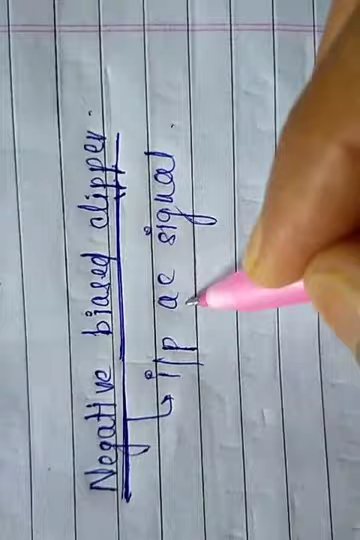 Negative biased clipper.
↳ i/p ac signal.